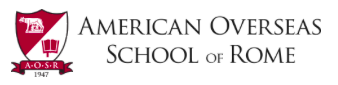 AMERICAN OVERSEAS
SCHOOL OF ROME
A·O·S·R
1947